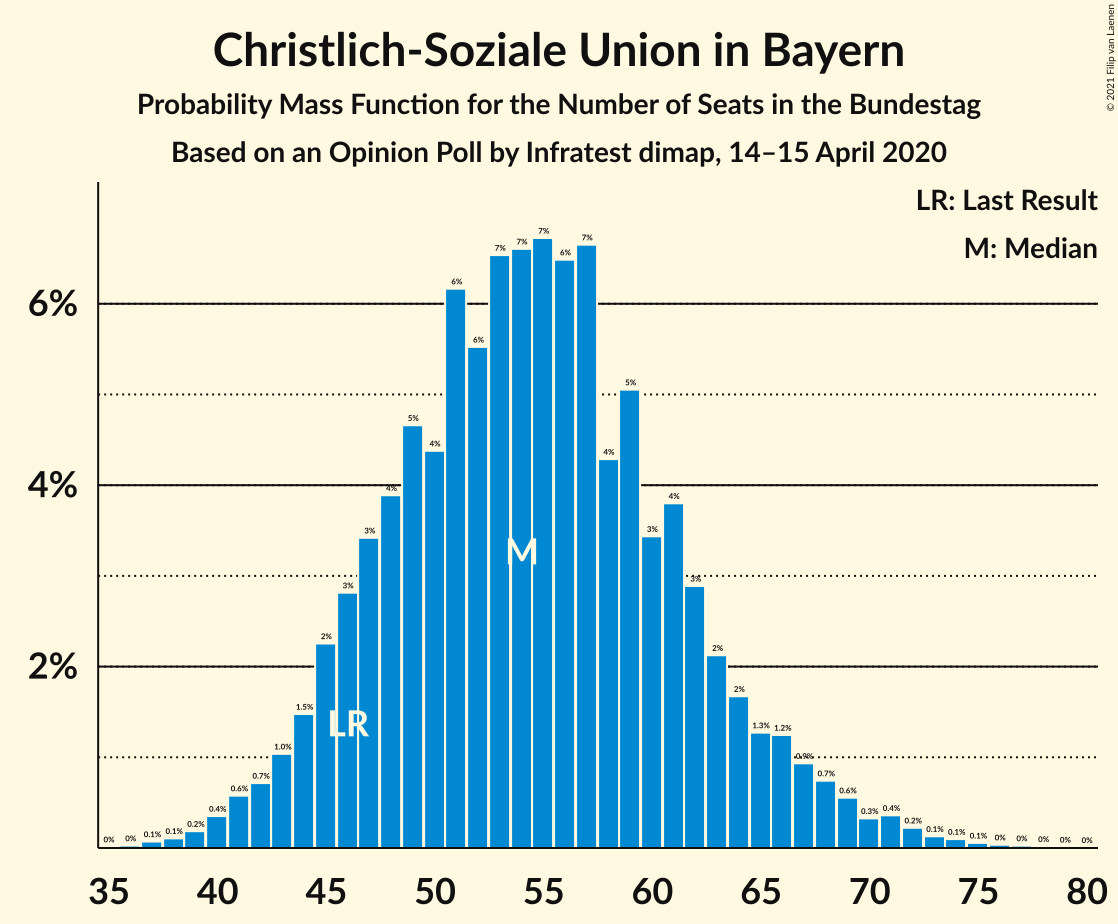 Christlich-Soziale Union in Bayern
Probability Mass Function for the Number of Seats in the Bundestag
Based on an Opinion Poll by Infratest dimap, 14–15 April 2020
© 2021 Filip van Laenen
LR: Last Result
M: Median
6%
4%
2%
0% 0% 0.1% 0.1% 0.2% 0.4% 0.6% 0.7% 1.0% 1.5% 2% 3% 3% 4% 5% 4% 6% 6% 7% 7% 7% 6% 7% 4% 5% 3% 4% 3% 2% 2% 1.3% 1.2% 0.9% 0.7% 0.6% 0.3% 0.4% 0.2% 0.1% 0.1% 0.1% 0% 0% 0% 0% 0%
M
LR
35 40 45 50 55 60 65 70 75 80